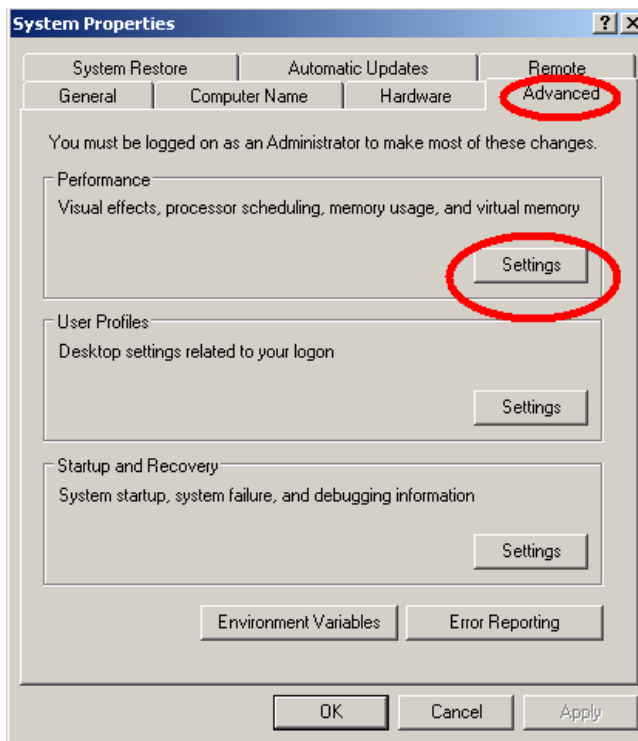 System Properties
System Restore Automatic Updates Remote
General Computer Name Hardware Advanced
You must be logged on as an Administrator to make most of these changes.
Performance
Visual effects, processor scheduling, memory usage, and virtual memory
Settings
User Profiles
Desktop settings related to your logon
Settings
Startup and Recovery
System startup, system failure, and debugging information
Settings
Environment Variables Error Reporting
OK Cancel Apply